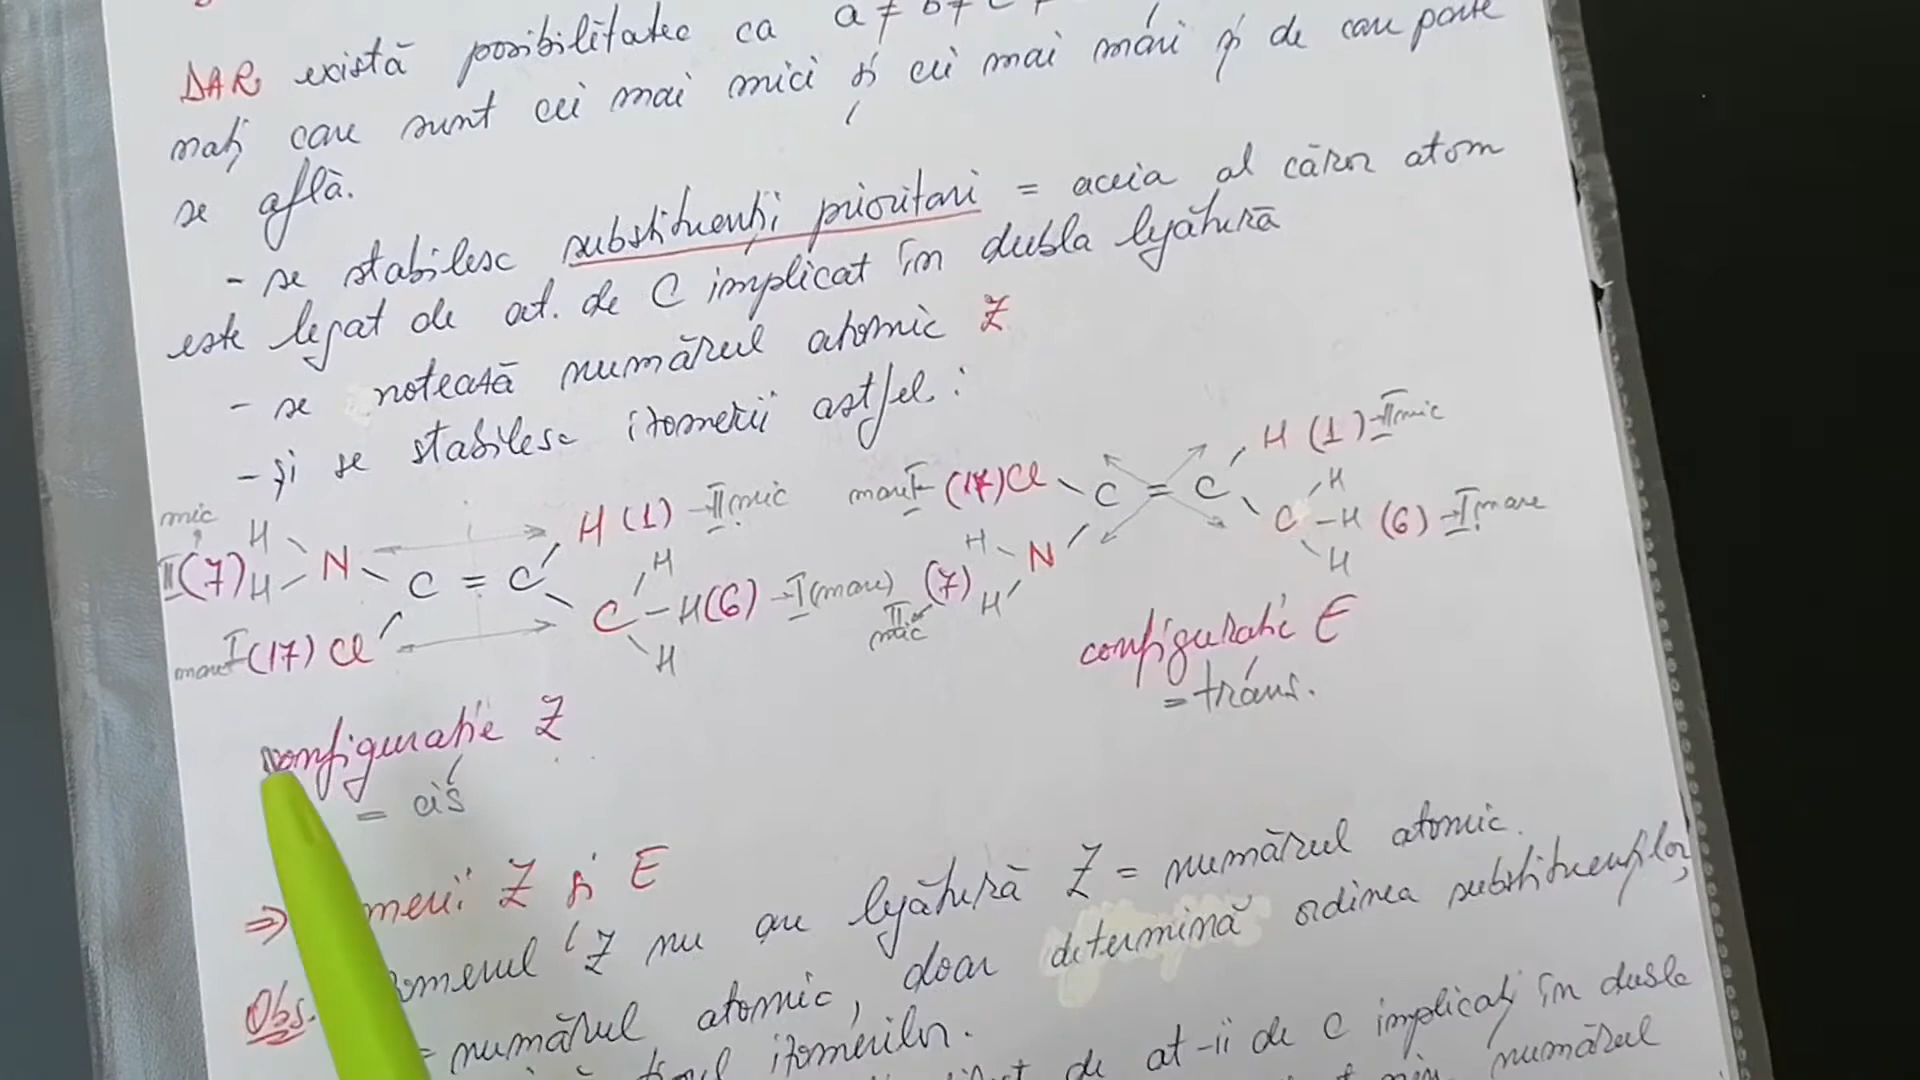 DAR există posibilitatea ca a ≠ b ≠ c ≠
nați care sunt cei mai mici și cei mai mari și de care parte
se află.
- se stabilesc substituenții prioritari = aceia al căror atom
este legat de at. de C implicat în dubla legătură
- se notează numărul atomic Z
- și se stabilesc izomerii astfel:
mic H H (1) - II mic mare I (17) Cl C = C H (1) - II mic
II (7) H N C = C H H C - H (6) - I mare
H C - H (6) - I (mare) (7) H N H
mare I (17) Cl H II mic
configurație Z configurație E
= cis = trans.
⇒ izomerii Z și E
Obs. izomerul Z nu are legătură Z = numărul atomic.
= numărul atomic, doar determină ordinea substituenților
izomerilor.
de at-ii de C implicați în dubla
numărul